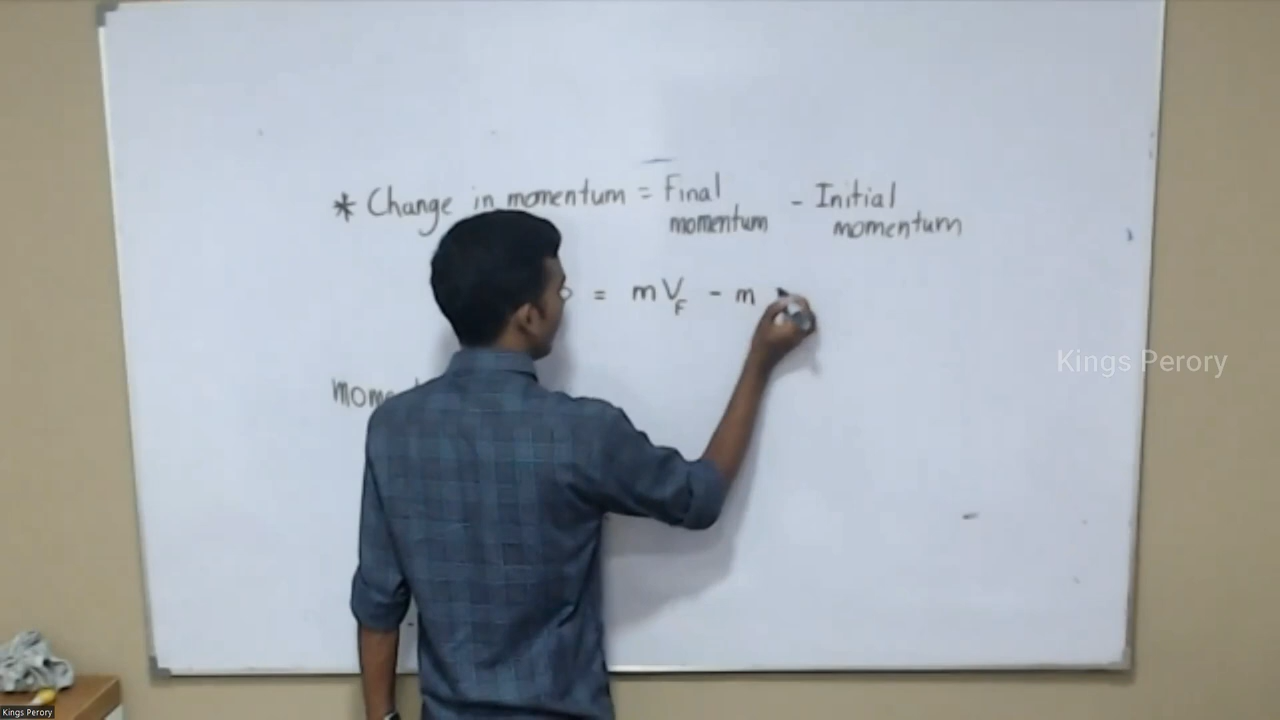 * Change in momentum = Final momentum - Initial momentum
= mV_F - m
Kings Perory
Kings Perory